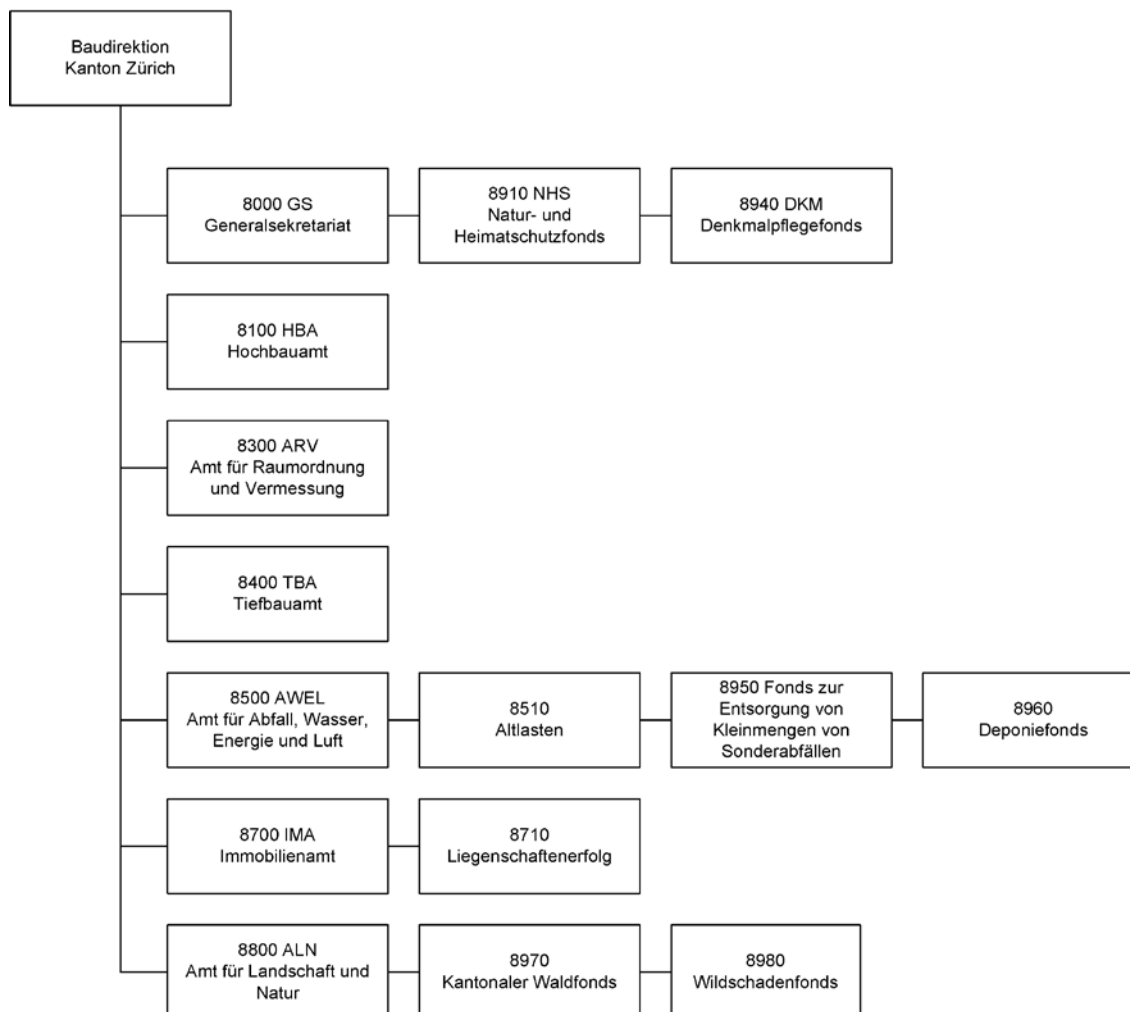 Baudirektion
Kanton Zürich
8000 GS
Generalsekretariat
8910 NHS
Natur- und
Heimatschutzfonds
8940 DKM
Denkmalpflegefonds
8100 HBA
Hochbauamt
8300 ARV
Amt für Raumordnung
und Vermessung
8400 TBA
Tiefbauamt
8500 AWEL
Amt für Abfall, Wasser,
Energie und Luft
8510
Altlasten
8950 Fonds zur
Entsorgung von
Kleinmengen von
Sonderabfällen
8960
Deponiefonds
8700 IMA
Immobilienamt
8710
Liegenschaftenerfolg
8800 ALN
Amt für Landschaft und
Natur
8970
Kantonaler Waldfonds
8980
Wildschadenfonds